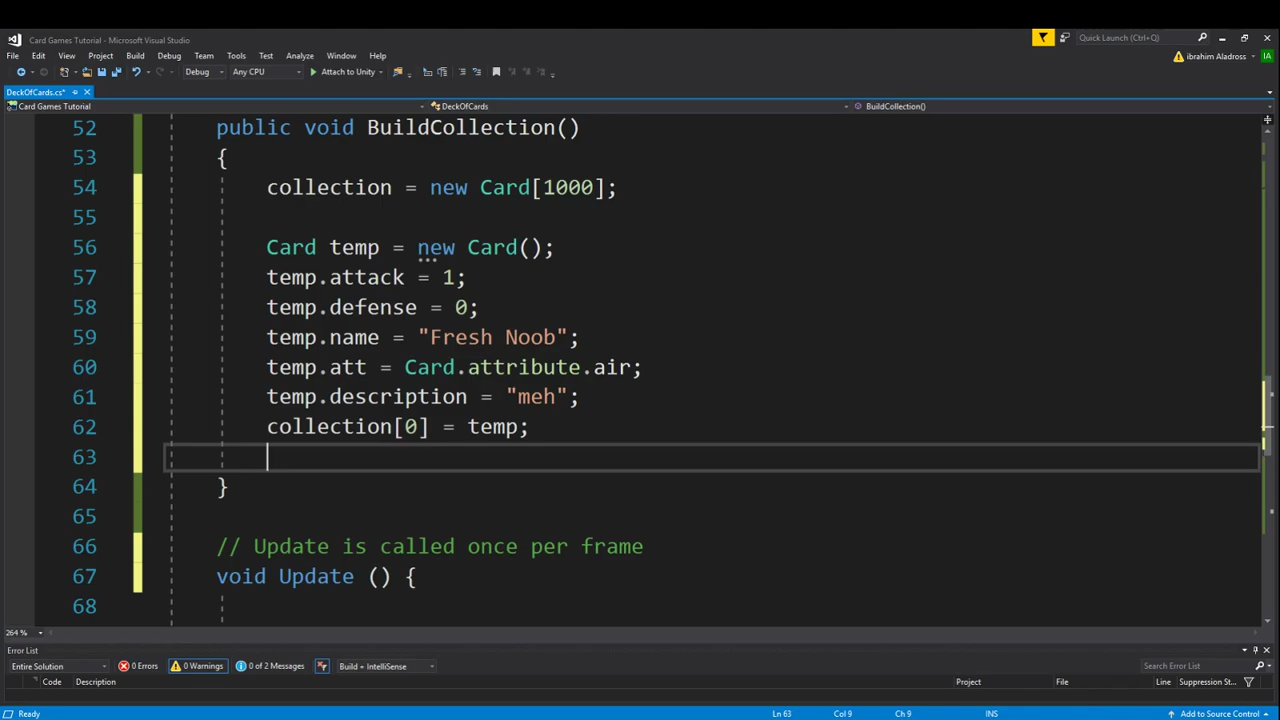 Card Games Tutorial - Microsoft Visual Studio
Quick Launch (Ctrl+Q)
File Edit View Project Build Debug Team Tools Test Analyze Window Help
ibrahim Aladross
IA
Debug Any CPU Attach to Unity
DeckOfCards.cs*
Card Games Tutorial DeckOfCards BuildCollection()
52 public void BuildCollection()
53 {
54 collection = new Card[1000];
55
56 Card temp = new Card();
57 temp.attack = 1;
58 temp.defense = 0;
59 temp.name = "Fresh Noob";
60 temp.att = Card.attribute.air;
61 temp.description = "meh";
62 collection[0] = temp;
63
64 }
65
66 // Update is called once per frame
67 void Update () {
68
264 %
Error List
Entire Solution 0 Errors 0 Warnings 0 of 2 Messages Build + IntelliSense Search Error List
Code Description Project File Line Suppression St...
Ready Ln 63 Col 9 Ch 9 INS Add to Source Control